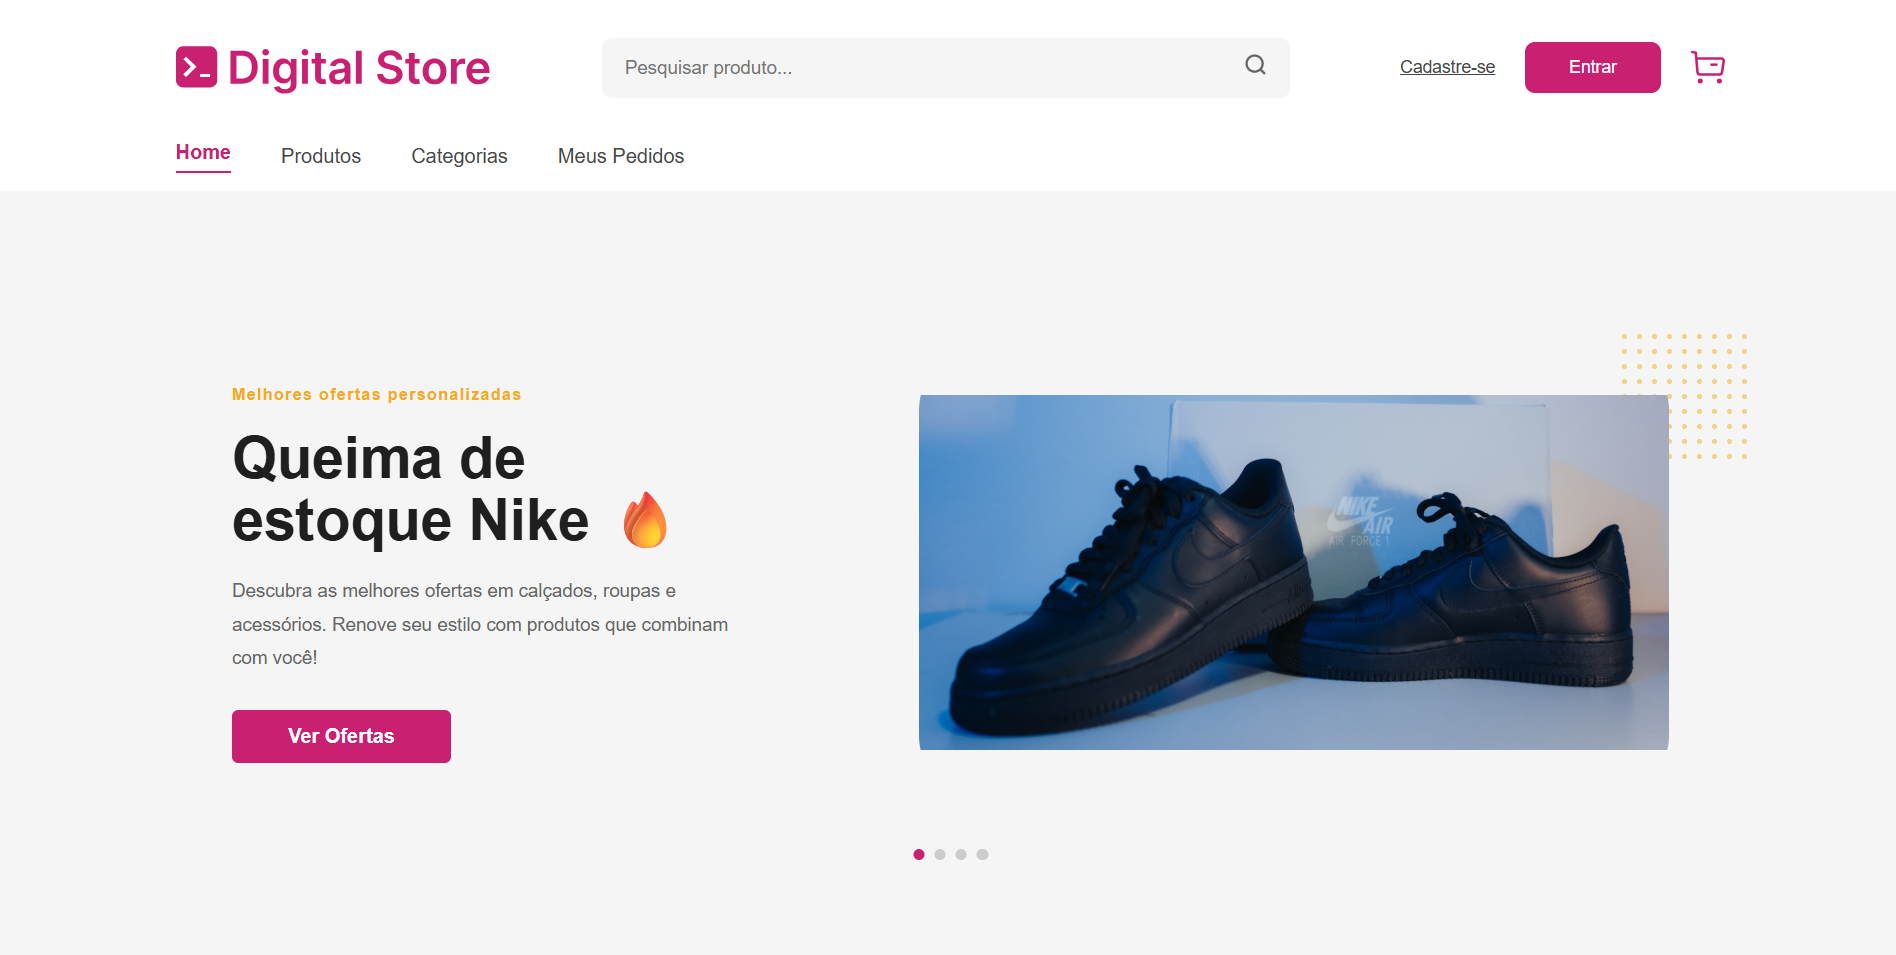 Digital Store
Pesquisar produto...
Cadastre-se
Entrar
Home
Produtos
Categorias
Meus Pedidos
Melhores ofertas personalizadas
Queima de
estoque Nike 🔥
Descubra as melhores ofertas em calçados, roupas e
acessórios. Renove seu estilo com produtos que combinam
com você!
Ver Ofertas
NIKE
AIR
AIR FORCE 1